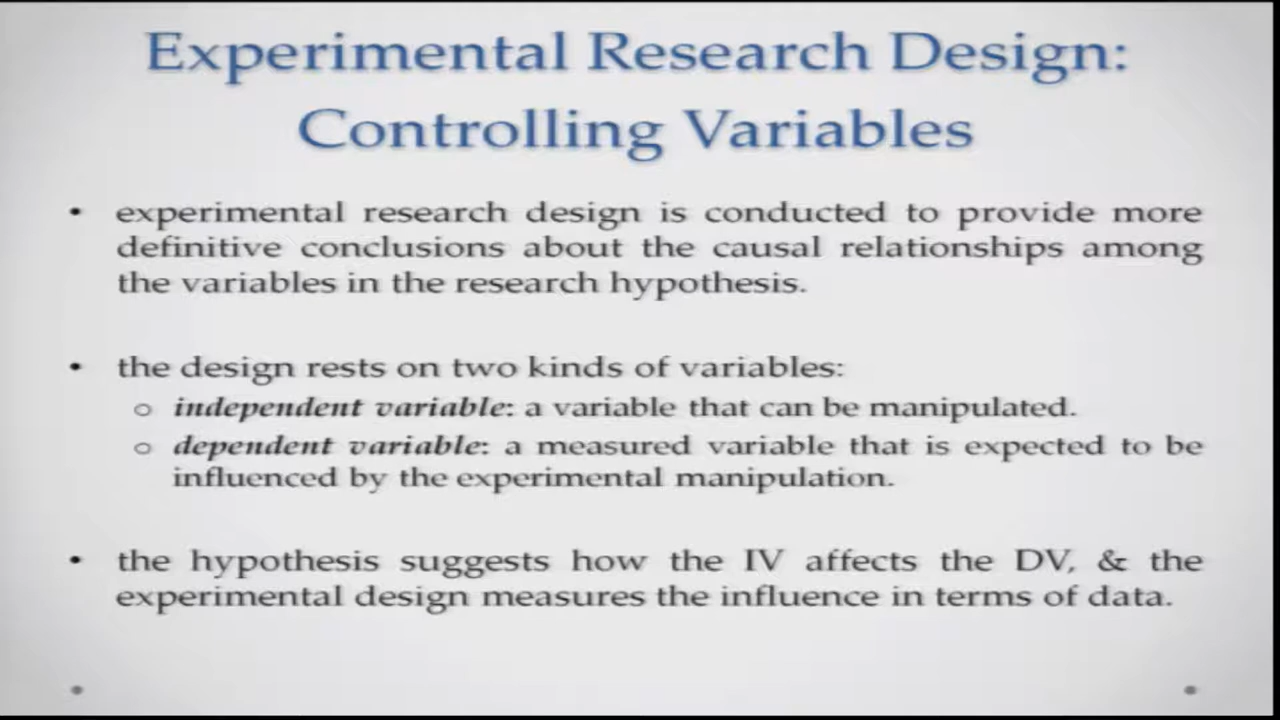 Experimental Research Design:
Controlling Variables
• experimental research design is conducted to provide more
definitive conclusions about the causal relationships among
the variables in the research hypothesis.
• the design rests on two kinds of variables:
o independent variable: a variable that can be manipulated.
o dependent variable: a measured variable that is expected to be
influenced by the experimental manipulation.
• the hypothesis suggests how the IV affects the DV, & the
experimental design measures the influence in terms of data.